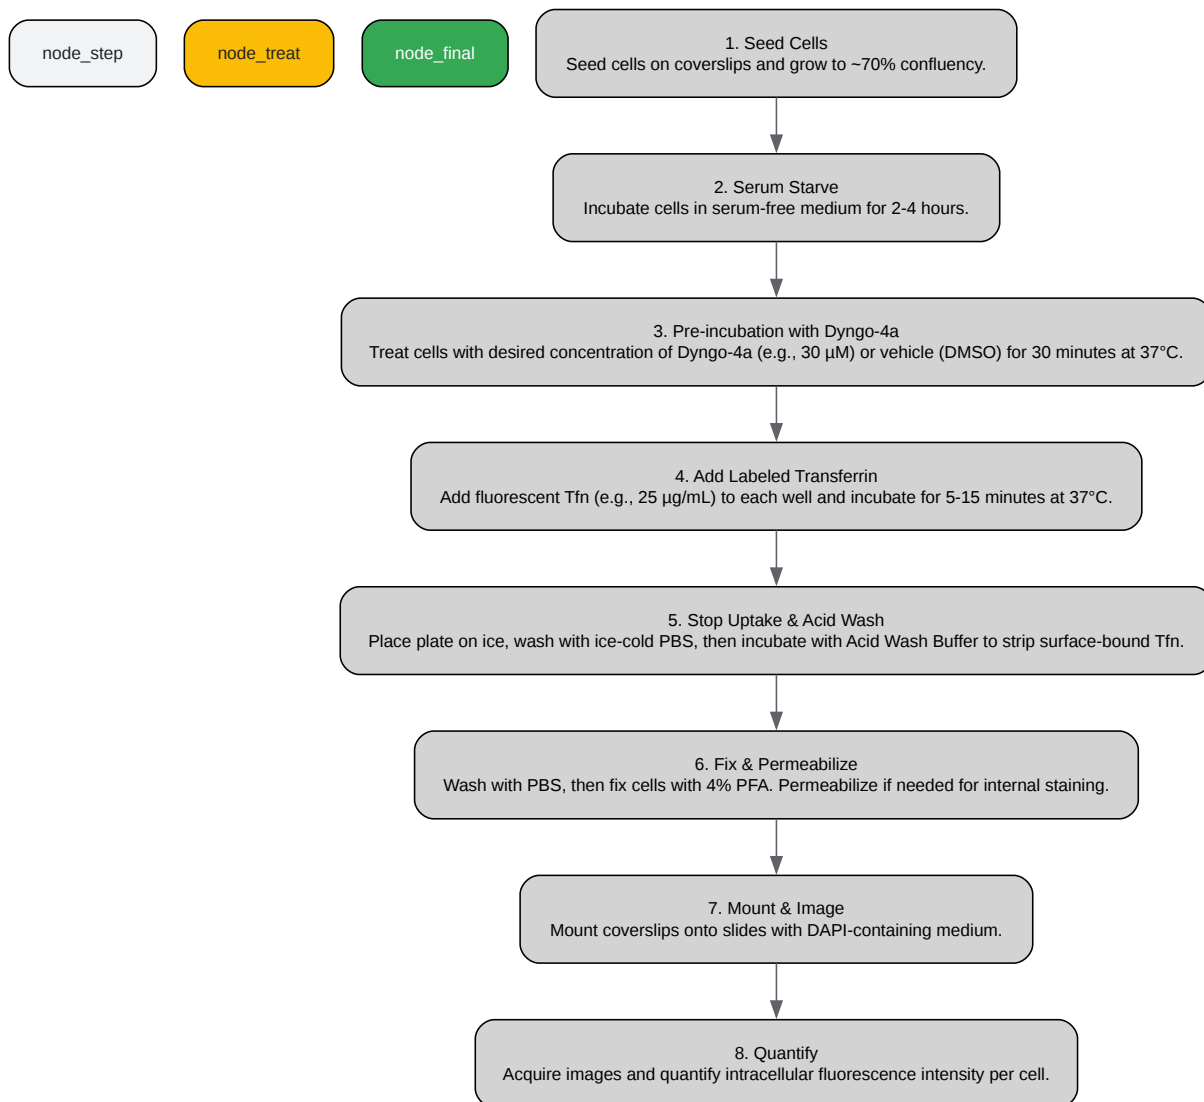 node_step
node_treat
node_final
1. Seed Cells
Seed cells on coverslips and grow to ~70% confluency.
2. Serum Starve
Incubate cells in serum-free medium for 2-4 hours.
3. Pre-incubation with Dyngo-4a
Treat cells with desired concentration of Dyngo-4a (e.g., 30 µM) or vehicle (DMSO) for 30 minutes at 37°C.
4. Add Labeled Transferrin
Add fluorescent Tfn (e.g., 25 µg/mL) to each well and incubate for 5-15 minutes at 37°C.
5. Stop Uptake & Acid Wash
Place plate on ice, wash with ice-cold PBS, then incubate with Acid Wash Buffer to strip surface-bound Tfn.
6. Fix & Permeabilize
Wash with PBS, then fix cells with 4% PFA. Permeabilize if needed for internal staining.
7. Mount & Image
Mount coverslips onto slides with DAPI-containing medium.
8. Quantify
Acquire images and quantify intracellular fluorescence intensity per cell.